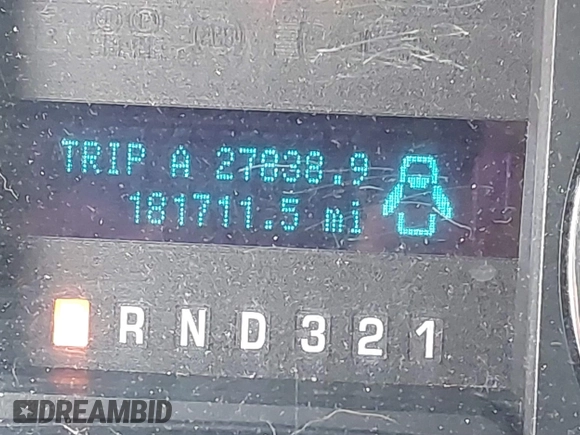 TRIP A 27838.9
181711.5 mi
R N D 3 2 1
DREAMBID